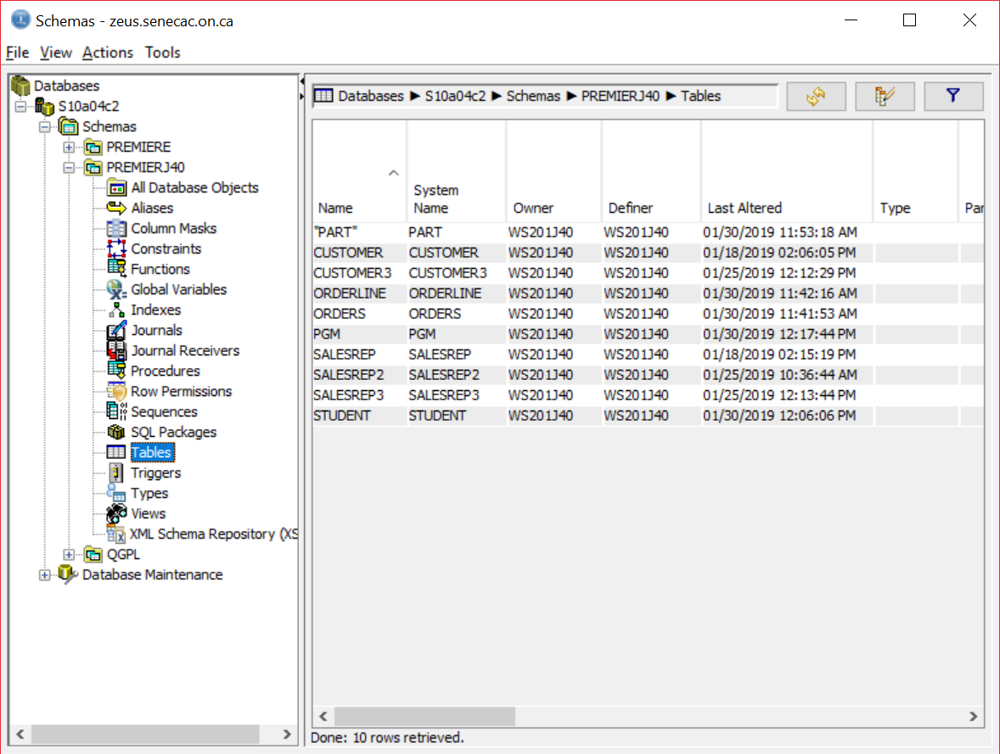 Schemas - zeus.senecac.on.ca
File View Actions Tools
Databases
S10a04c2
Schemas
PREMIERE
PREMIERJ40
All Database Objects
Aliases
Column Masks
Constraints
Functions
Global Variables
Indexes
Journals
Journal Receivers
Procedures
Row Permissions
Sequences
SQL Packages
Tables
Triggers
Types
Views
XML Schema Repository (XS
QGPL
Database Maintenance
Databases ▶ S10a04c2 ▶ Schemas ▶ PREMIERJ40 ▶ Tables
Name System Name Owner Definer Last Altered Type Par
"PART" PART WS201J40 WS201J40 01/30/2019 11:53:18 AM
CUSTOMER CUSTOMER WS201J40 WS201J40 01/18/2019 02:06:05 PM
CUSTOMER3 CUSTOMER3 WS201J40 WS201J40 01/25/2019 12:12:29 PM
ORDERLINE ORDERLINE WS201J40 WS201J40 01/30/2019 11:42:16 AM
ORDERS ORDERS WS201J40 WS201J40 01/30/2019 11:41:53 AM
PGM PGM WS201J40 WS201J40 01/30/2019 12:17:44 PM
SALESREP SALESREP WS201J40 WS201J40 01/18/2019 02:15:19 PM
SALESREP2 SALESREP2 WS201J40 WS201J40 01/25/2019 10:36:44 AM
SALESREP3 SALESREP3 WS201J40 WS201J40 01/25/2019 12:13:44 PM
STUDENT STUDENT WS201J40 WS201J40 01/30/2019 12:06:06 PM
Done: 10 rows retrieved.